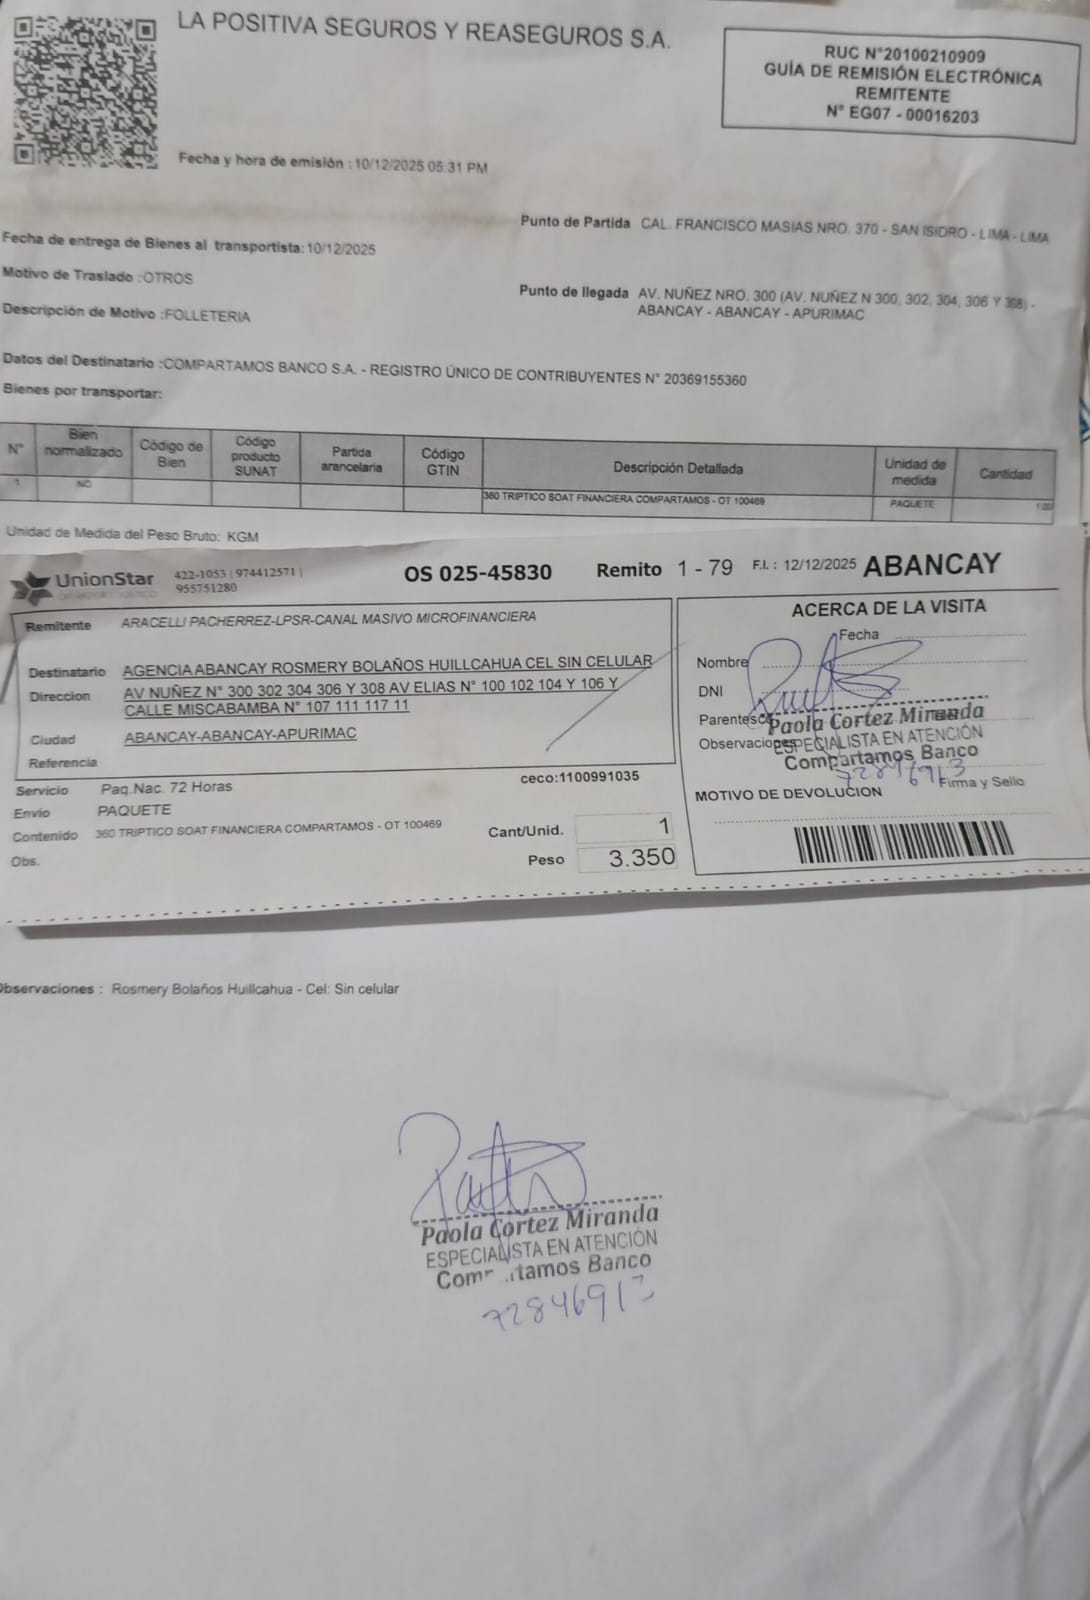 LA POSITIVA SEGUROS Y REASEGUROS S.A.
RUC N°20100210909
GUÍA DE REMISIÓN ELECTRÓNICA
REMITENTE
N° EG07 - 00016203
Fecha y hora de emisión : 10/12/2025 05:31 PM
Punto de Partida CAL. FRANCISCO MASIAS NRO. 370 - SAN ISIDRO - LIMA - LIMA
Fecha de entrega de Bienes al transportista: 10/12/2025
Motivo de Traslado :OTROS
Punto de llegada AV. NUÑEZ NRO. 300 (AV. NUÑEZ N 300, 302, 304, 306 Y 308) -
ABANCAY - ABANCAY - APURIMAC
Descripción de Motivo :FOLLETERIA
Datos del Destinatario :COMPARTAMOS BANCO S.A. - REGISTRO ÚNICO DE CONTRIBUYENTES N° 20369155360
Bienes por transportar:
N° Bien normalizado Código de Bien Código producto SUNAT Partida arancelaria Código GTIN Descripción Detallada Unidad de medida Cantidad
1 NO 360 TRIPTICO SOAT FINANCIERA COMPARTAMOS - OT 100469 PAQUETE 1.00
Unidad de Medida del Peso Bruto: KGM
UnionStar
422-1053 | 974412571 |
955751280
OS 025-45830 Remito 1 - 79 F.I. : 12/12/2025 ABANCAY
Remitente ARACELLI PACHERREZ-LPSR-CANAL MASIVO MICROFINANCIERA
Destinatario AGENCIA ABANCAY ROSMERY BOLAÑOS HUILLCAHUA CEL SIN CELULAR
Direccion AV NUÑEZ N° 300 302 304 306 Y 308 AV ELIAS N° 100 102 104 Y 106 Y
CALLE MISCABAMBA N° 107 111 117 11
Ciudad ABANCAY-ABANCAY-APURIMAC
Referencia
Servicio Paq.Nac. 72 Horas
ceco:1100991035
Envio PAQUETE
Contenido 360 TRIPTICO SOAT FINANCIERA COMPARTAMOS - OT 100469
Cant/Unid. 1
Obs.
Peso 3.350
ACERCA DE LA VISITA
Fecha
Nombre
DNI
Parentesco
Paola Cortez Miranda
Observaciones
ESPECIALISTA EN ATENCIÓN
Compartamos Banco
72846913
Firma y Sello
MOTIVO DE DEVOLUCION
Observaciones : Rosmery Bolaños Huillcahua - Cel: Sin celular
Paola Cortez Miranda
ESPECIALISTA EN ATENCIÓN
Compartamos Banco
72846913